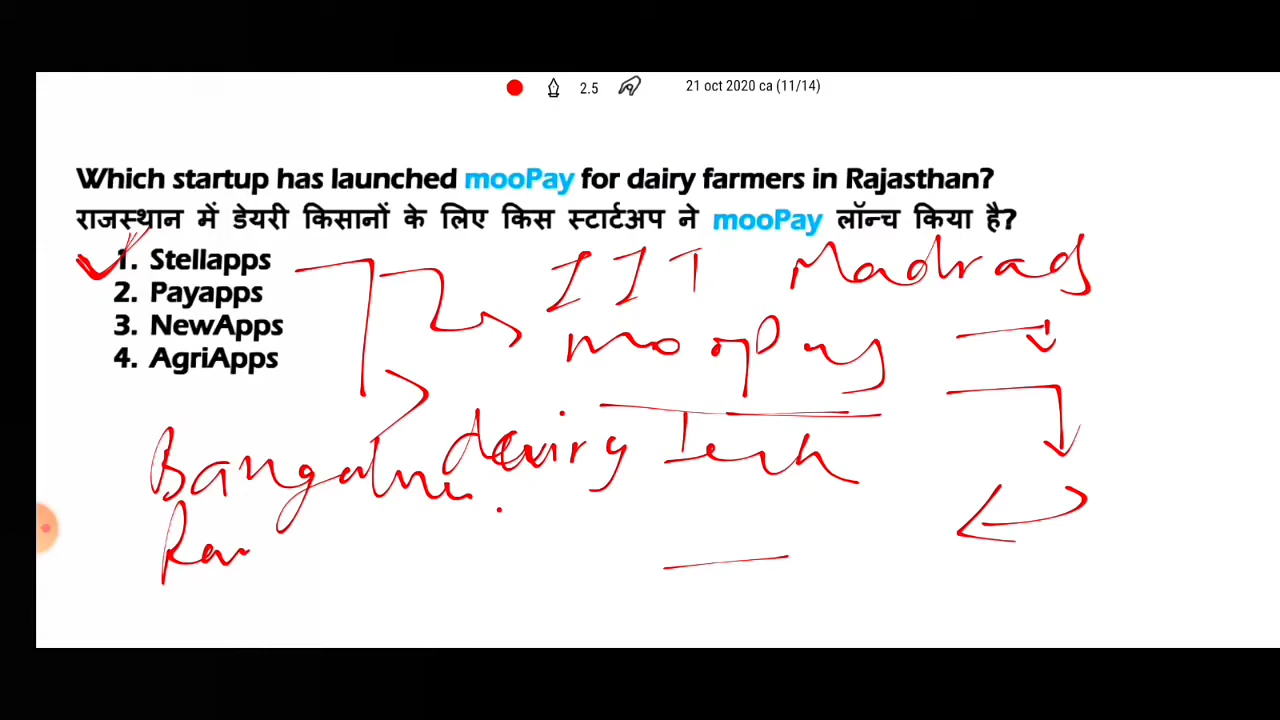 2.5 21 oct 2020 ca (11/14)
Which startup has launched mooPay for dairy farmers in Rajasthan?
राजस्थान में डेयरी किसानों के लिए किस स्टार्टअप ने mooPay लॉन्च किया है?
1. Stellapps
2. Payapps
3. NewApps
4. AgriApps
IIT Madras
mooPay
dairy Tech